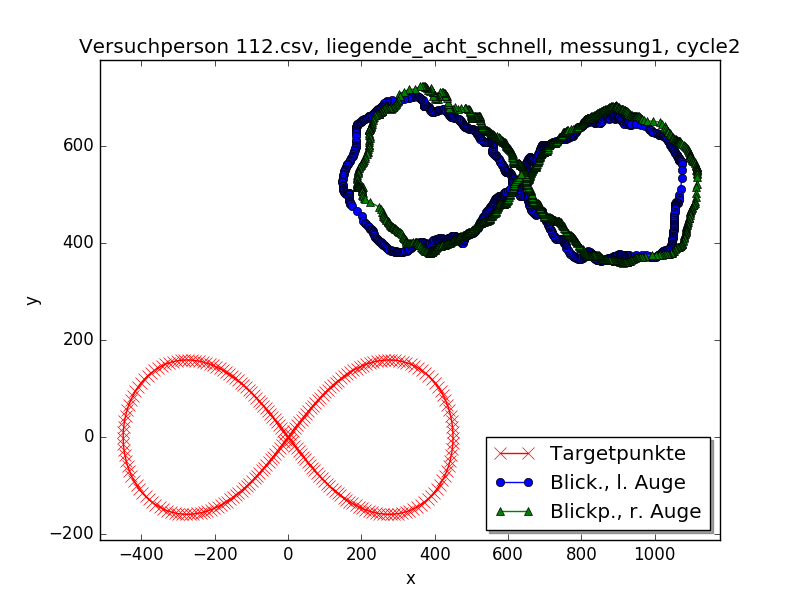 Versuchperson 112.csv, liegende_acht_schnell, messung1, cycle2
y
600
400
200
0
−200
−400
−200
0
200
400
600
800
1000
x
Targetpunkte
Blick., l. Auge
Blickp., r. Auge